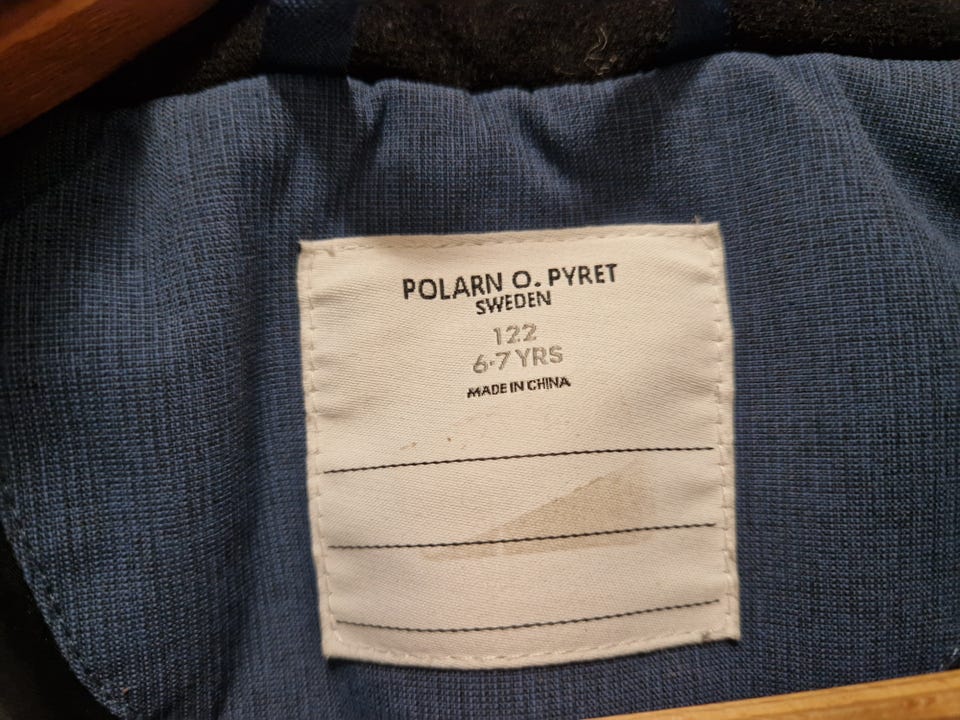 POLARN O. PYRET
SWEDEN
122
6-7 YRS
MADE IN CHINA